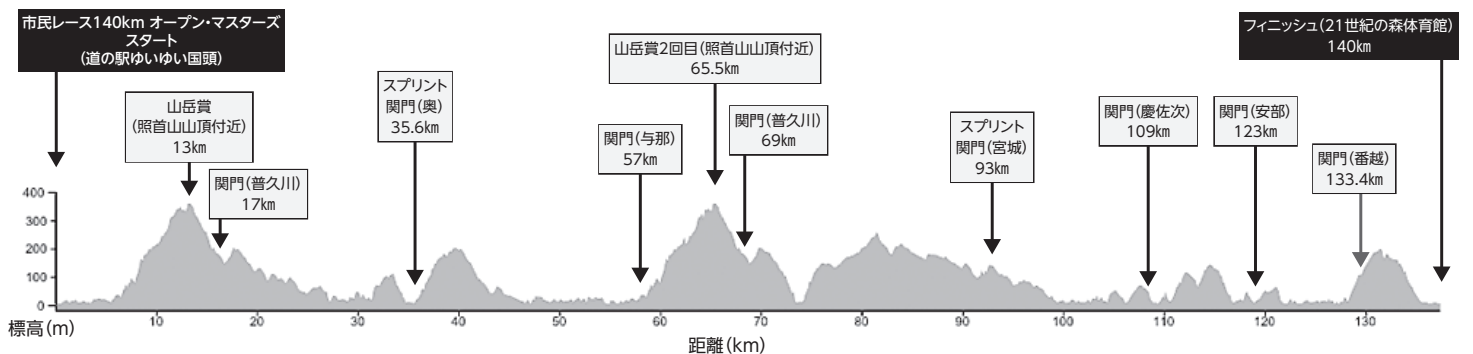 市民レース140km オープン・マスターズ
スタート
(道の駅ゆいゆい国頭)
山岳賞
(照首山山頂付近)
13km
関門(普久川)
17km
スプリント
関門(奥)
35.6km
関門(与那)
57km
山岳賞2回目(照首山山頂付近)
65.5km
関門(普久川)
69km
スプリント
関門(宮城)
93km
関門(慶佐次)
109km
関門(安部)
123km
関門(番越)
133.4km
フィニッシュ(21世紀の森体育館)
140km
400
300
200
100
0
標高(m)
10 20 30 40 50 60 70 80 90 100 110 120 130
距離(km)